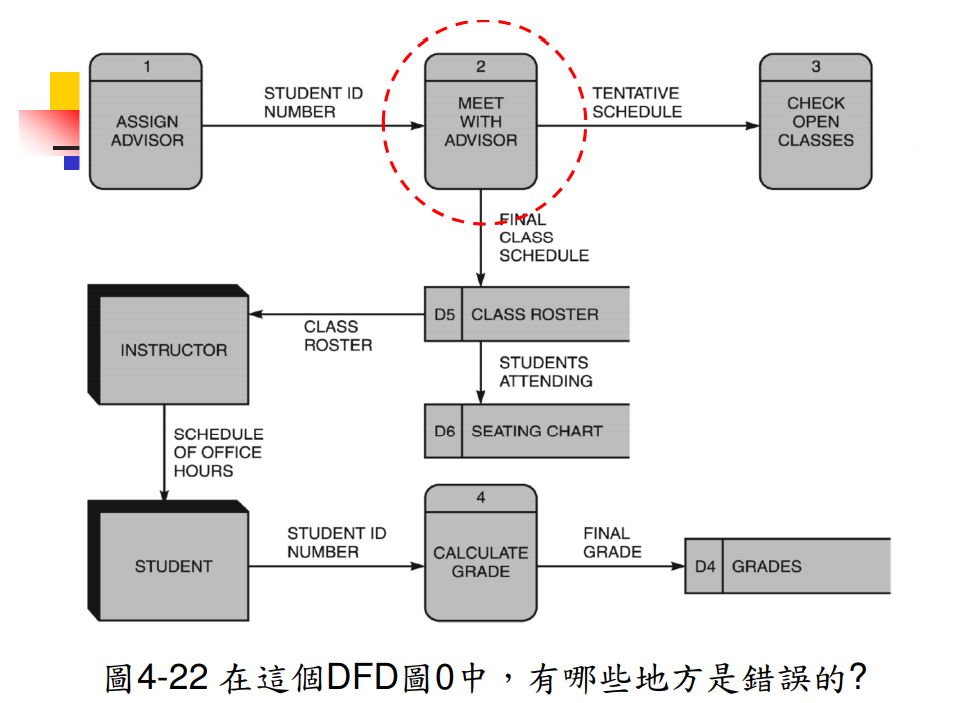 1
ASSIGN
ADVISOR
STUDENT ID
NUMBER
2
MEET
WITH
ADVISOR
TENTATIVE
SCHEDULE
3
CHECK
OPEN
CLASSES
FINAL
CLASS
SCHEDULE
INSTRUCTOR
CLASS
ROSTER
D5 CLASS ROSTER
STUDENTS
ATTENDING
D6 SEATING CHART
SCHEDULE
OF OFFICE
HOURS
STUDENT
STUDENT ID
NUMBER
4
CALCULATE
GRADE
FINAL
GRADE
D4 GRADES
圖4-22 在這個DFD圖0中，有哪些地方是錯誤的?